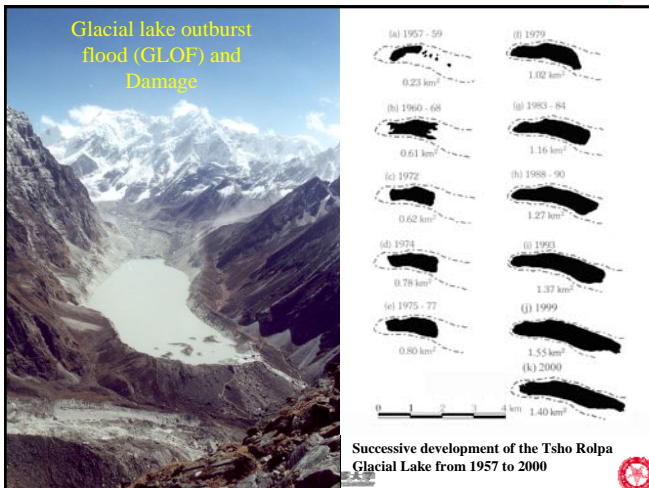 Glacial lake outburst
flood (GLOF) and
Damage
(a) 1957 - 59
0.23 km²
(b) 1960 - 68
0.61 km²
(c) 1972
0.62 km²
(d) 1974
0.78 km²
(e) 1975 - 77
0.80 km²
(f) 1979
1.02 km²
(g) 1983 - 84
1.16 km²
(h) 1988 - 90
1.27 km²
(i) 1993
1.37 km²
(j) 1999
1.55 km²
(k) 2000
1.40 km²
0 1 2 3 4 km
Successive development of the Tsho Rolpa
Glacial Lake from 1957 to 2000